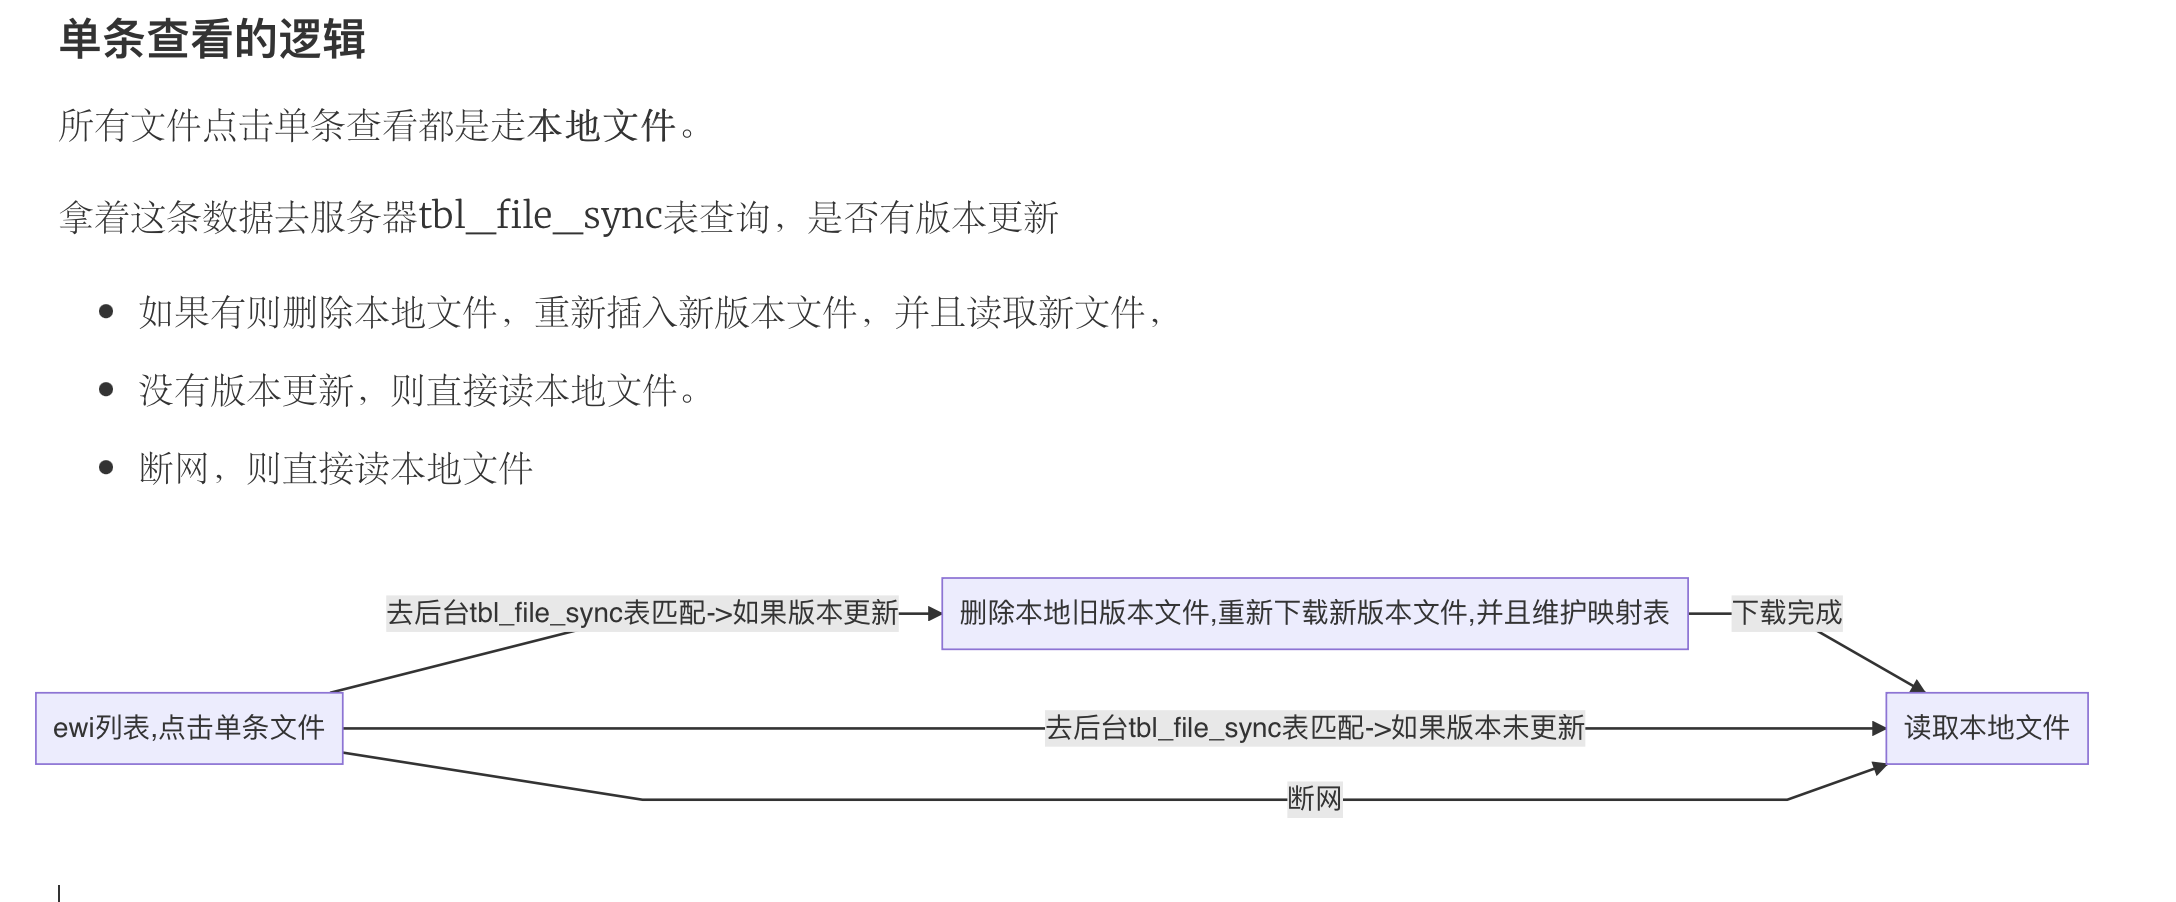 单条查看的逻辑
所有文件点击单条查看都是走本地文件。
拿着这条数据去服务器tbl_file_sync表查询，是否有版本更新
如果有则删除本地文件，重新插入新版本文件，并且读取新文件，
没有版本更新，则直接读本地文件。
断网，则直接读本地文件
去后台tbl_file_sync表匹配->如果版本更新
删除本地旧版本文件,重新下载新版本文件,并且维护映射表
下载完成
ewi列表,点击单条文件
去后台tbl_file_sync表匹配->如果版本未更新
读取本地文件
断网